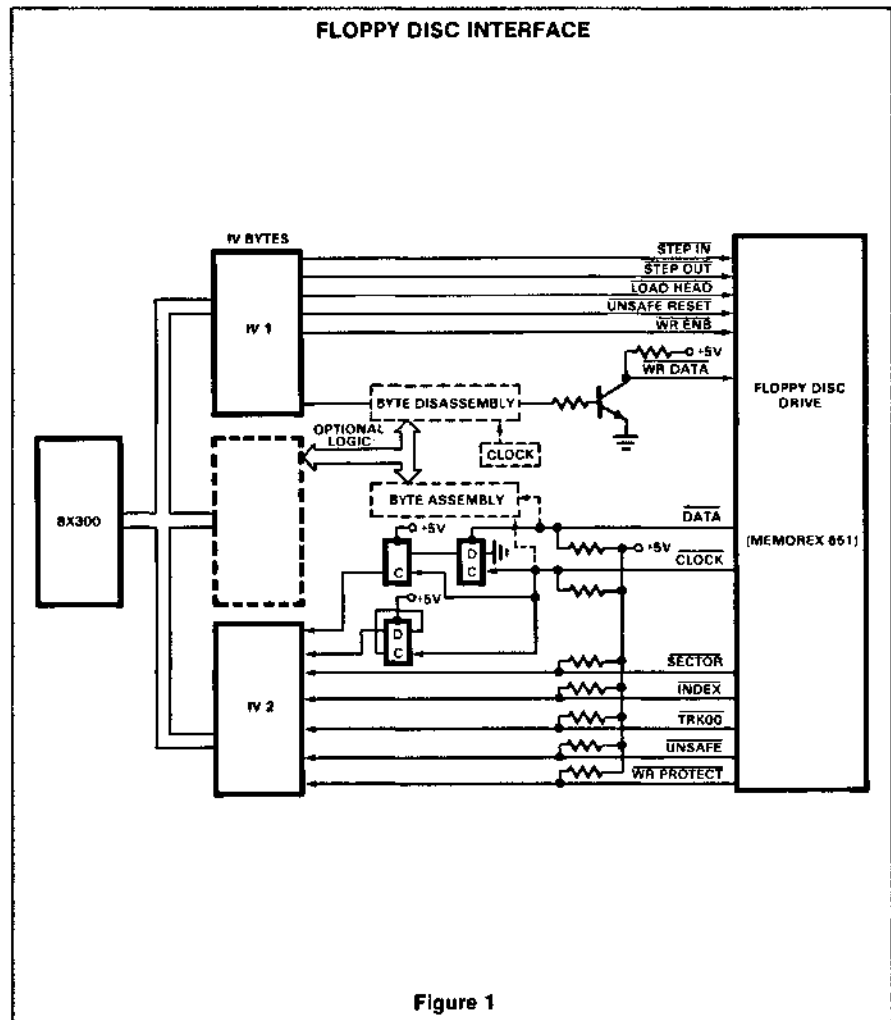 FLOPPY DISC INTERFACE
IV BYTES
IV 1
STEP IN
STEP OUT
LOAD HEAD
UNSAFE RESET
WR ENB
+5V
WR DATA
FLOPPY DISC
DRIVE
(MEMOREX 651)
BYTE DISASSEMBLY
OPTIONAL
LOGIC
CLOCK
BYTE ASSEMBLY
8X300
+5V
D
C
C
DATA
+5V
CLOCK
+5V
D
C
IV 2
SECTOR
INDEX
TRK00
UNSAFE
WR PROTECT
Figure 1